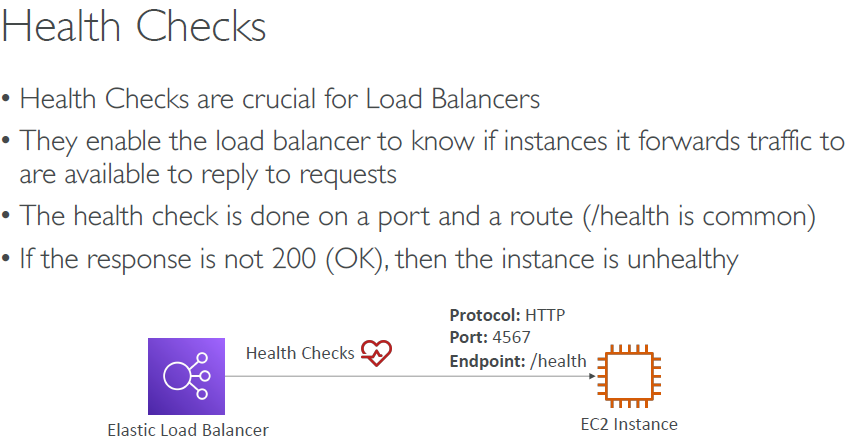 Health Checks
• Health Checks are crucial for Load Balancers
• They enable the load balancer to know if instances it forwards traffic to
are available to reply to requests
• The health check is done on a port and a route (/health is common)
• If the response is not 200 (OK), then the instance is unhealthy
Protocol: HTTP
Port: 4567
Endpoint: /health
Health Checks
Elastic Load Balancer
EC2 Instance